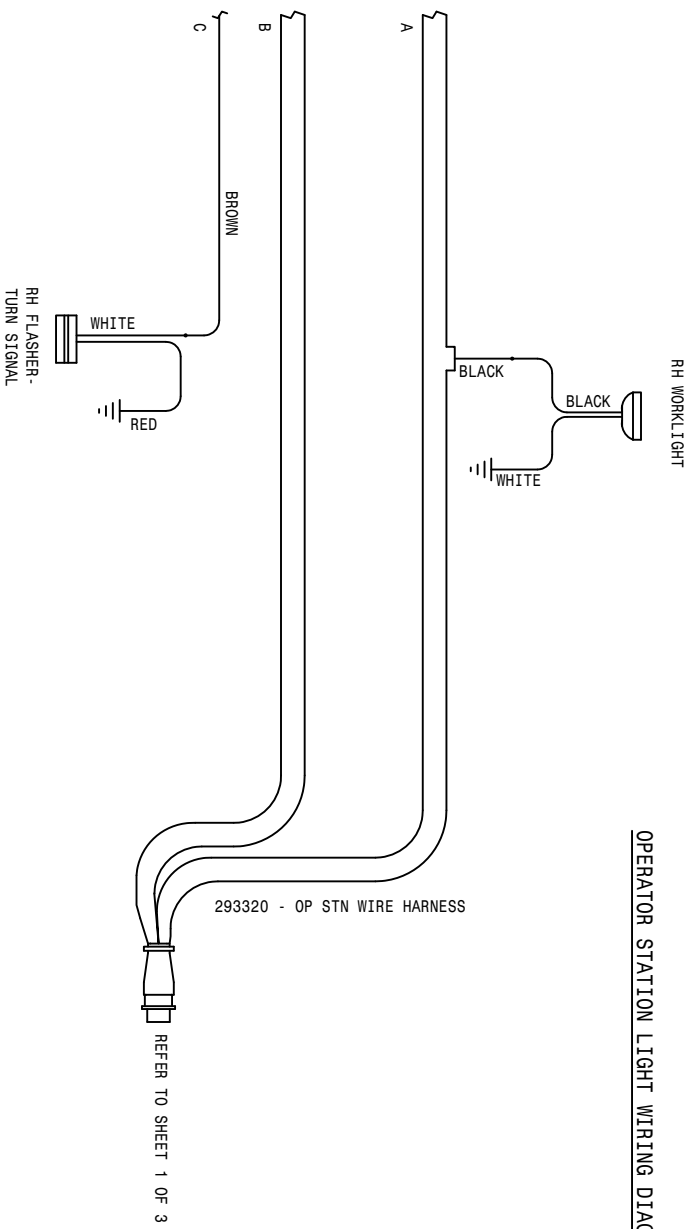 OPERATOR STATION LIGHT WIRING
RH WORKLIGHT
BLACK
BLACK
WHITE
A
B
C
BROWN
WHITE
RED
RH FLASHER-
TURN SIGNAL
293320 - OP STN WIRE HARNESS
REFER TO SHEET 1 OF 3